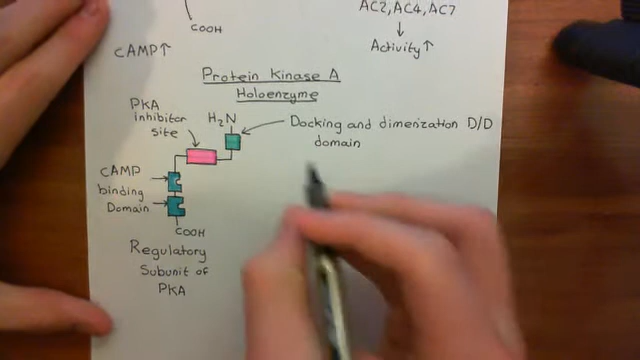 COOH
CAMP↑
AC2, AC4, AC7
↓
Activity↑
Protein Kinase A
Holoenzyme
PKA
inhibitor
site
H₂N
Docking and dimerization D/D
domain
CAMP
binding
Domain
COOH
Regulatory
Subunit of
PKA